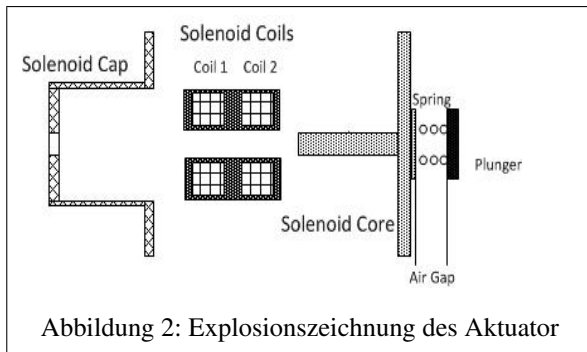 Solenoid Coils
Solenoid Cap
Coil 1 Coil 2
Spring
Plunger
Solenoid Core
Air Gap
Abbildung 2: Explosionszeichnung des Aktuator